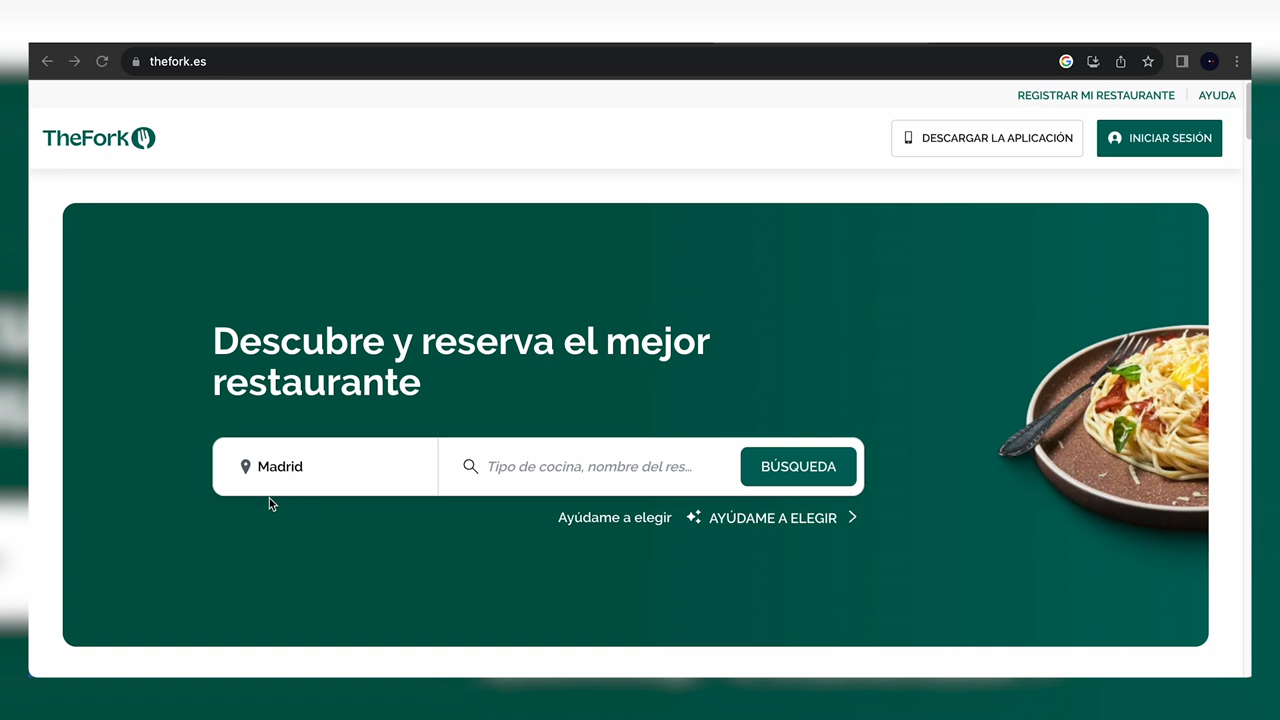 thefork.es
REGISTRAR MI RESTAURANTE
AYUDA
TheFork
DESCARGAR LA APLICACIÓN
INICIAR SESIÓN
Descubre y reserva el mejor
restaurante
Madrid
Tipo de cocina, nombre del res...
BÚSQUEDA
Ayúdame a elegir
AYÚDAME A ELEGIR